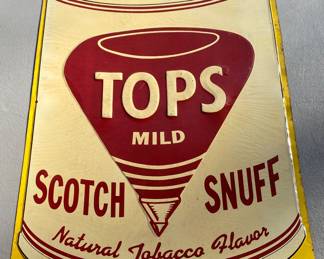 TOPS
MILD
SCOTCH SNUFF
Natural Tobacco Flavor